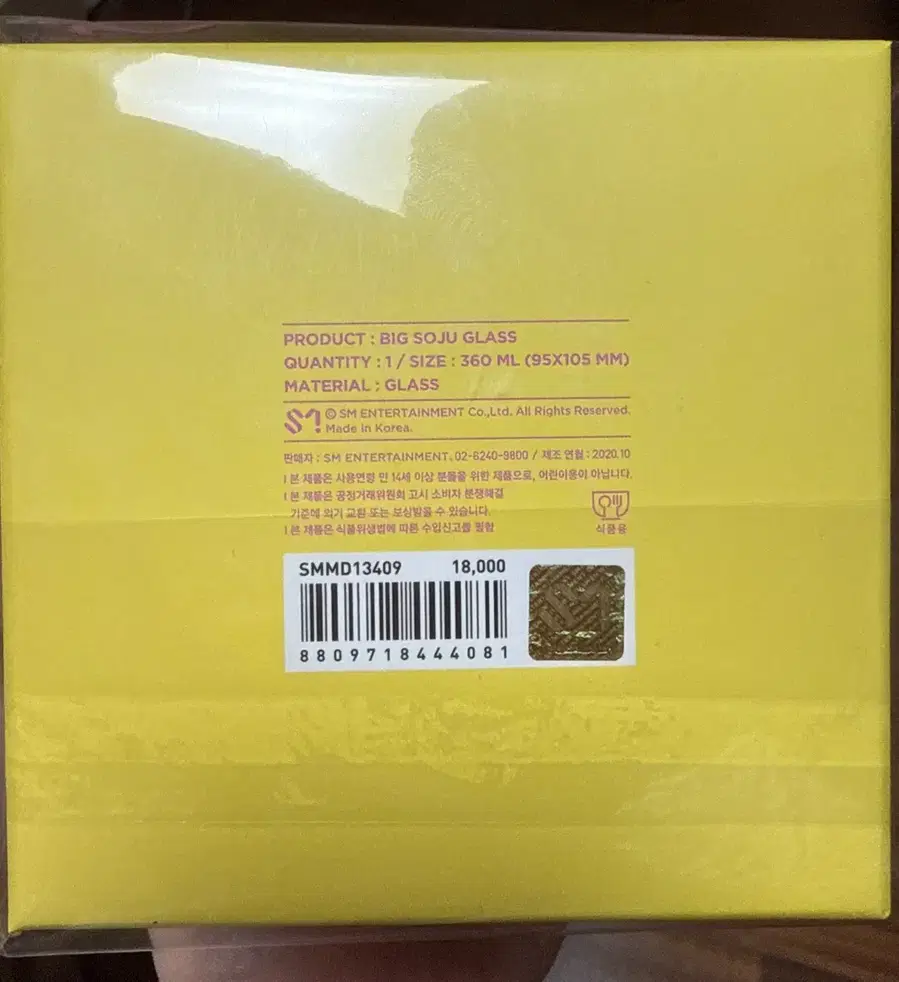 PRODUCT : BIG SOJU GLASS
QUANTITY : 1 / SIZE : 360 ML (95X105 MM)
MATERIAL : GLASS
SM © SM ENTERTAINMENT Co.,Ltd. All Rights Reserved.
Made in Korea.
판매자 : SM ENTERTAINMENT, 02-6240-9800 / 제조 연월 : 2020.10
l 본 제품은 사용연령 만 14세 이상 분들을 위한 제품으로, 어린이용이 아닙니다.
l 본 제품은 공정거래위원회 고시 소비자 분쟁해결
기준에 의거 교환 또는 보상받을 수 있습니다.
l 본 제품은 식품위생법에 따른 수입신고를 필함
식품용
SMMD13409 18,000
8809718444081